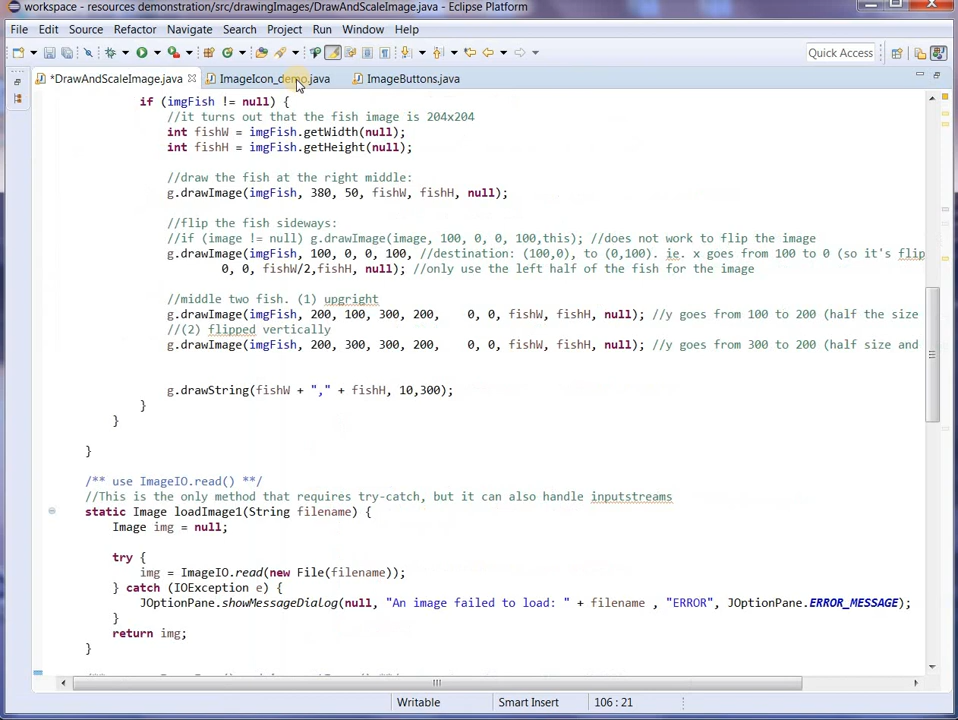 workspace - resources demonstration/src/drawingImages/DrawAndScaleImage.java - Eclipse Platform
File Edit Source Refactor Navigate Search Project Run Window Help
Quick Access
*DrawAndScaleImage.java ImageIcon_demo.java ImageButtons.java
if (imgFish != null) {
//it turns out that the fish image is 204x204
int fishW = imgFish.getWidth(null);
int fishH = imgFish.getHeight(null);
//draw the fish at the right middle:
g.drawImage(imgFish, 380, 50, fishW, fishH, null);
//flip the fish sideways:
//if (image != null) g.drawImage(image, 100, 0, 0, 100,this); //does not work to flip the image
g.drawImage(imgFish, 100, 0, 0, 100, //destination: (100,0), to (0,100). ie. x goes from 100 to 0 (so it's flip
0, 0, fishW/2,fishH, null); //only use the left half of the fish for the image
//middle two fish. (1) upgright
g.drawImage(imgFish, 200, 100, 300, 200, 0, 0, fishW, fishH, null); //y goes from 100 to 200 (half the size
//(2) flipped vertically
g.drawImage(imgFish, 200, 300, 300, 200, 0, 0, fishW, fishH, null); //y goes from 300 to 200 (half size and
g.drawString(fishW + "," + fishH, 10,300);
}
}
}
/** use ImageIO.read() **/
//This is the only method that requires try-catch, but it can also handle inputstreams
static Image loadImage1(String filename) {
Image img = null;
try {
img = ImageIO.read(new File(filename));
} catch (IOException e) {
JOptionPane.showMessageDialog(null, "An image failed to load: " + filename , "ERROR", JOptionPane.ERROR_MESSAGE);
}
return img;
}
Writable Smart Insert 106 : 21